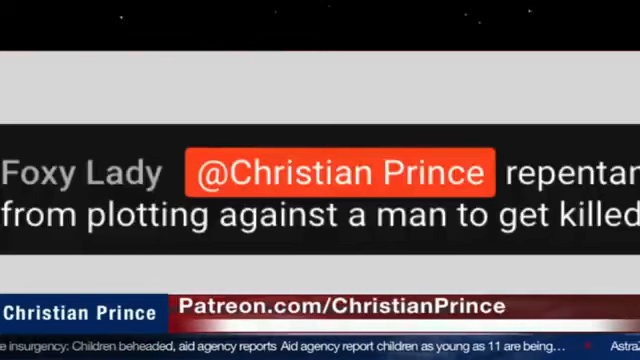 Foxy Lady @Christian Prince
from plotting against a man to get killed
Patreon.com/ChristianPrince
Christian Prince
insurgency: Children beheaded, aid agency reports Aid agency report children as young as 11 are being…